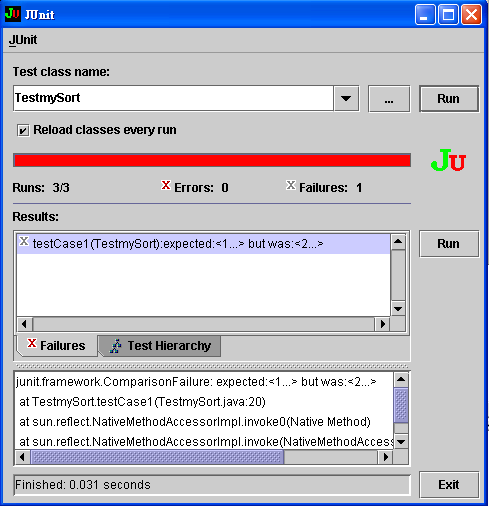 JUnit
JUnit
Test class name:
TestmySort
...
Run
Reload classes every run
JU
Runs: 3/3 X Errors: 0 X Failures: 1
Results:
X testCase1(TestmySort):expected:<1...> but was:<2...>
Run
X Failures Test Hierarchy
junit.framework.ComparisonFailure: expected:<1...> but was:<2...>
at TestmySort.testCase1(TestmySort.java:20)
at sun.reflect.NativeMethodAccessorImpl.invoke0(Native Method)
at sun.reflect.NativeMethodAccessorImpl.invoke(NativeMethodAccess
Finished: 0.031 seconds
Exit